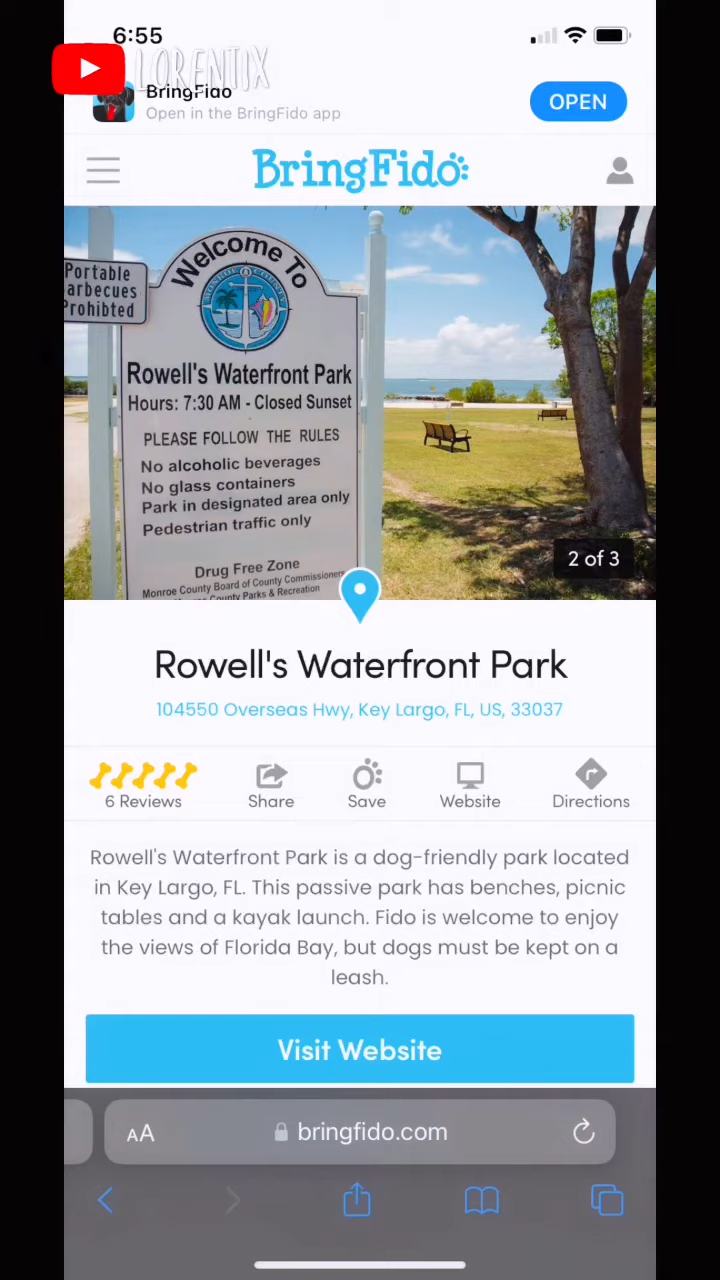 6:55
LORENTIX
BringFido
Open in the BringFido app
OPEN
BringFido
Portable
arbecues
Prohibted
Welcome To
MONROE COUNTY
Rowell's Waterfront Park
Hours: 7:30 AM - Closed Sunset
PLEASE FOLLOW THE RULES
No alcoholic beverages
No glass containers
Park in designated area only
Pedestrian traffic only
Drug Free Zone
Monroe County Board of County Commissioners
County Parks & Recreation
2 of 3
Rowell's Waterfront Park
104550 Overseas Hwy, Key Largo, FL, US, 33037
6 Reviews
Share
Save
Website
Directions
Rowell's Waterfront Park is a dog-friendly park located
in Key Largo, FL. This passive park has benches, picnic
tables and a kayak launch. Fido is welcome to enjoy
the views of Florida Bay, but dogs must be kept on a
leash.
Visit Website
AA
bringfido.com